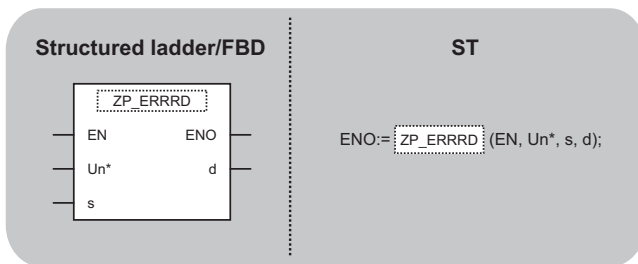 Structured ladder/FBD
ZP_ERRRD
EN ENO
Un* d
s
ST
ENO:= ZP_ERRRD (EN, Un*, s, d);